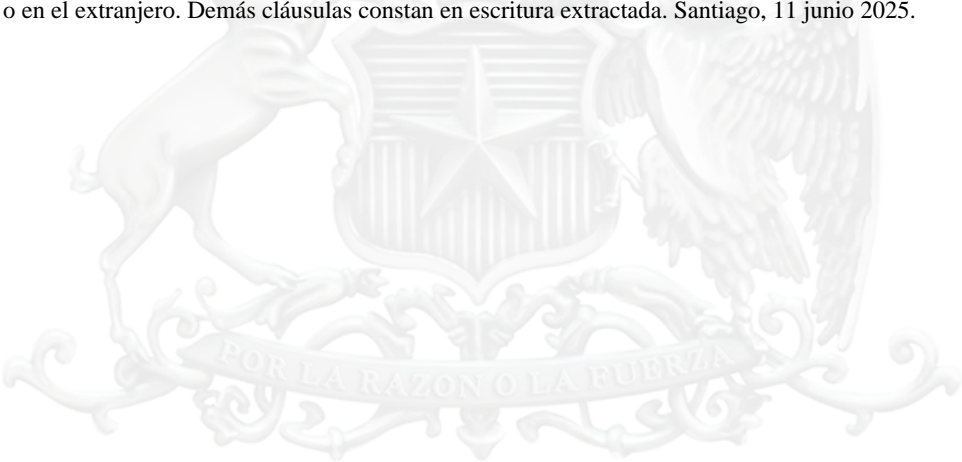 o en el extranjero. Demás cláusulas constan en escritura extractada. Santiago, 11 junio 2025.
POR LA RAZON O LA FUERZA